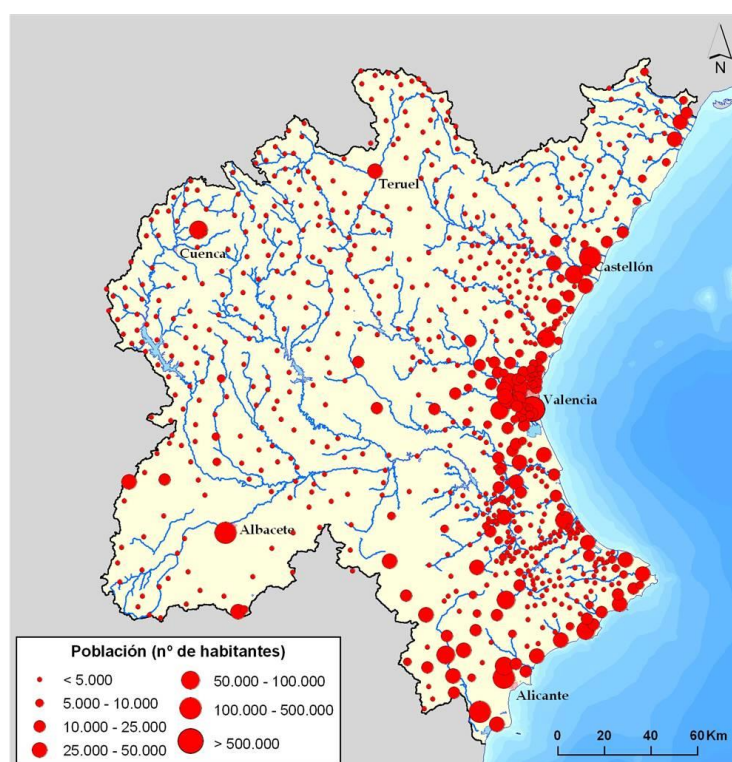 N
Teruel
Cuenca
Castellón
Valencia
Albacete
Alicante
Población (nº de habitantes)
< 5.000
5.000 - 10.000
10.000 - 25.000
25.000 - 50.000
50.000 - 100.000
100.000 - 500.000
> 500.000
0 20 40 60 Km